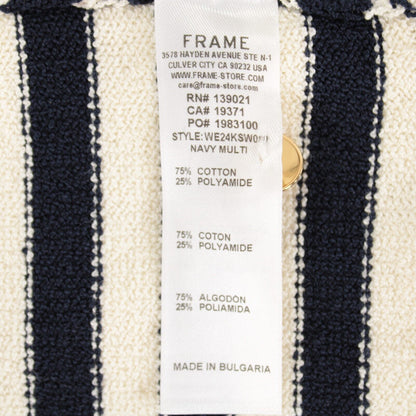 FRAME
3578 HAYDEN AVENUE STE N-1
CULVER CITY CA 90232 USA
WWW.FRAME-STORE.COM
care@frame-store.com
RN# 139021
CA# 19371
PO# 1983100
STYLE:
NAVY MULTI
75% COTTON
25% POLYAMIDE
75% COTON
25% POLYAMIDE
75% ALGODÓN
25% POLIAMIDA
MADE IN BULGARIA